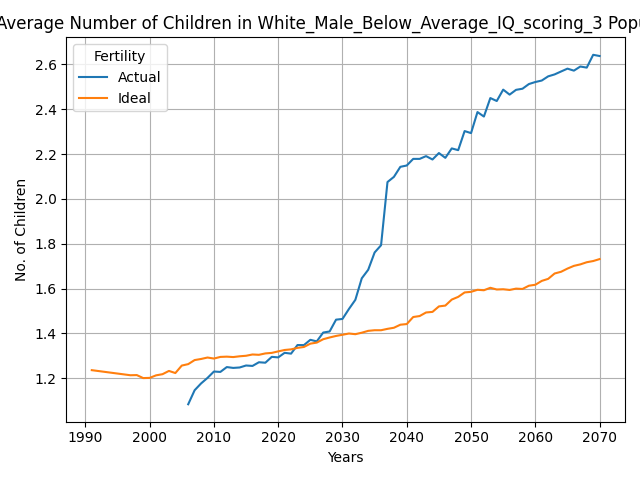 Average Number of Children in White_Male_Below_Average_IQ_scoring_3
Fertility
Actual
Ideal
No. of Children
2.6
2.4
2.2
2.0
1.8
1.6
1.4
1.2
1990 2000 2010 2020 2030 2040 2050 2060 2070
Years